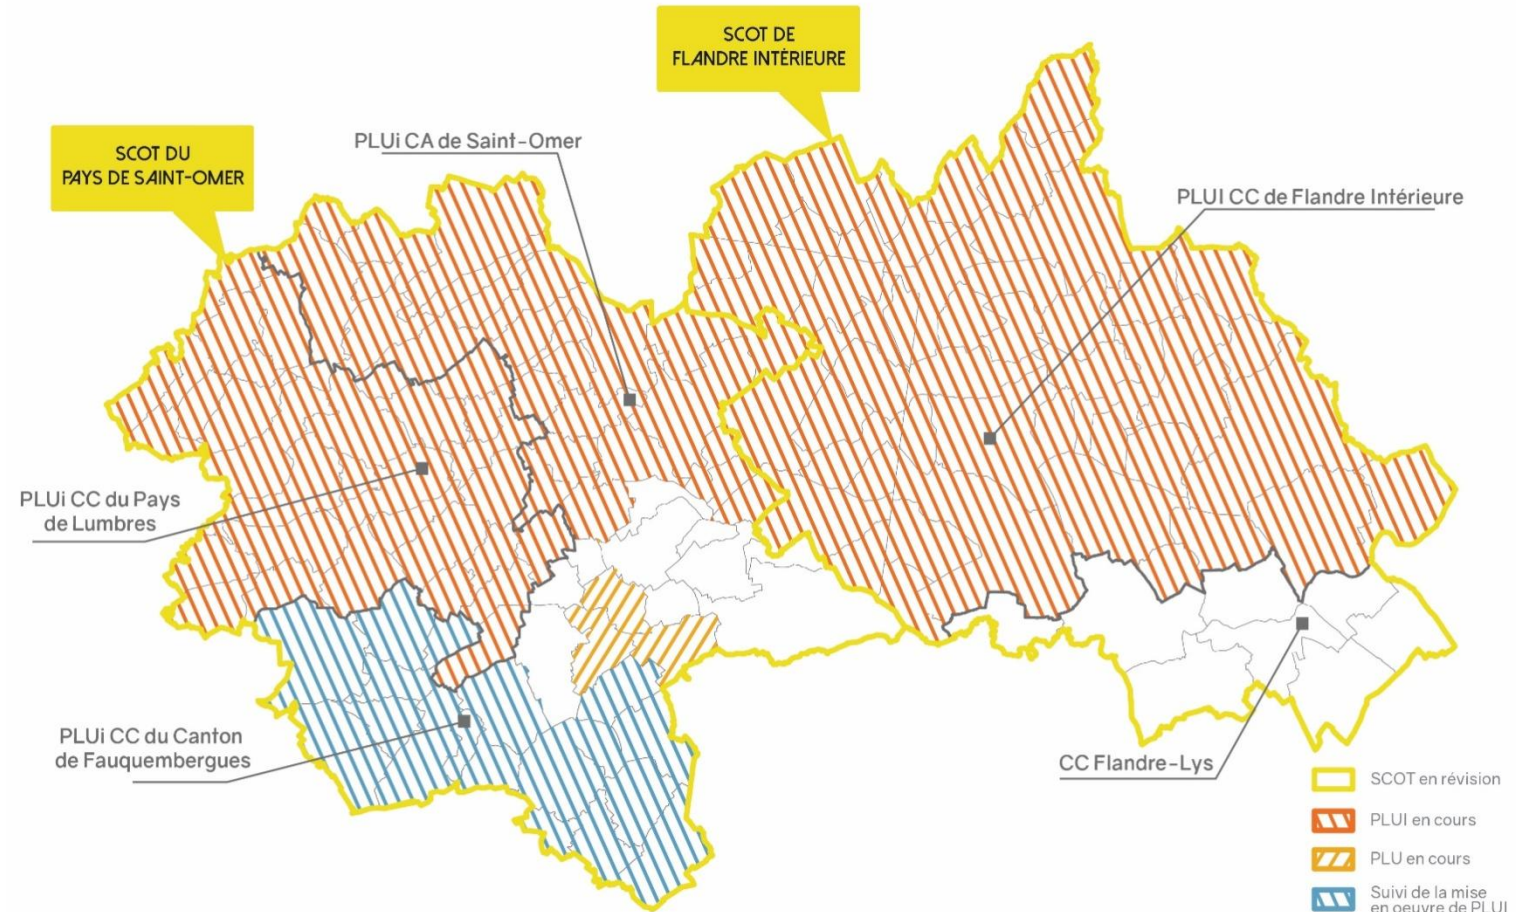 SCOT DE
FLANDRE INTÉRIEURE
SCOT DU
PAYS DE SAINT-OMER
PLUi CA de Saint-Omer
PLUI CC de Flandre Intérieure
PLUi CC du Pays
de Lumbres
PLUi CC du Canton
de Fauquembergues
CC Flandre-Lys
SCOT en révision
PLUI en cours
PLU en cours
Suivi de la mise
en oeuvre de PLUI